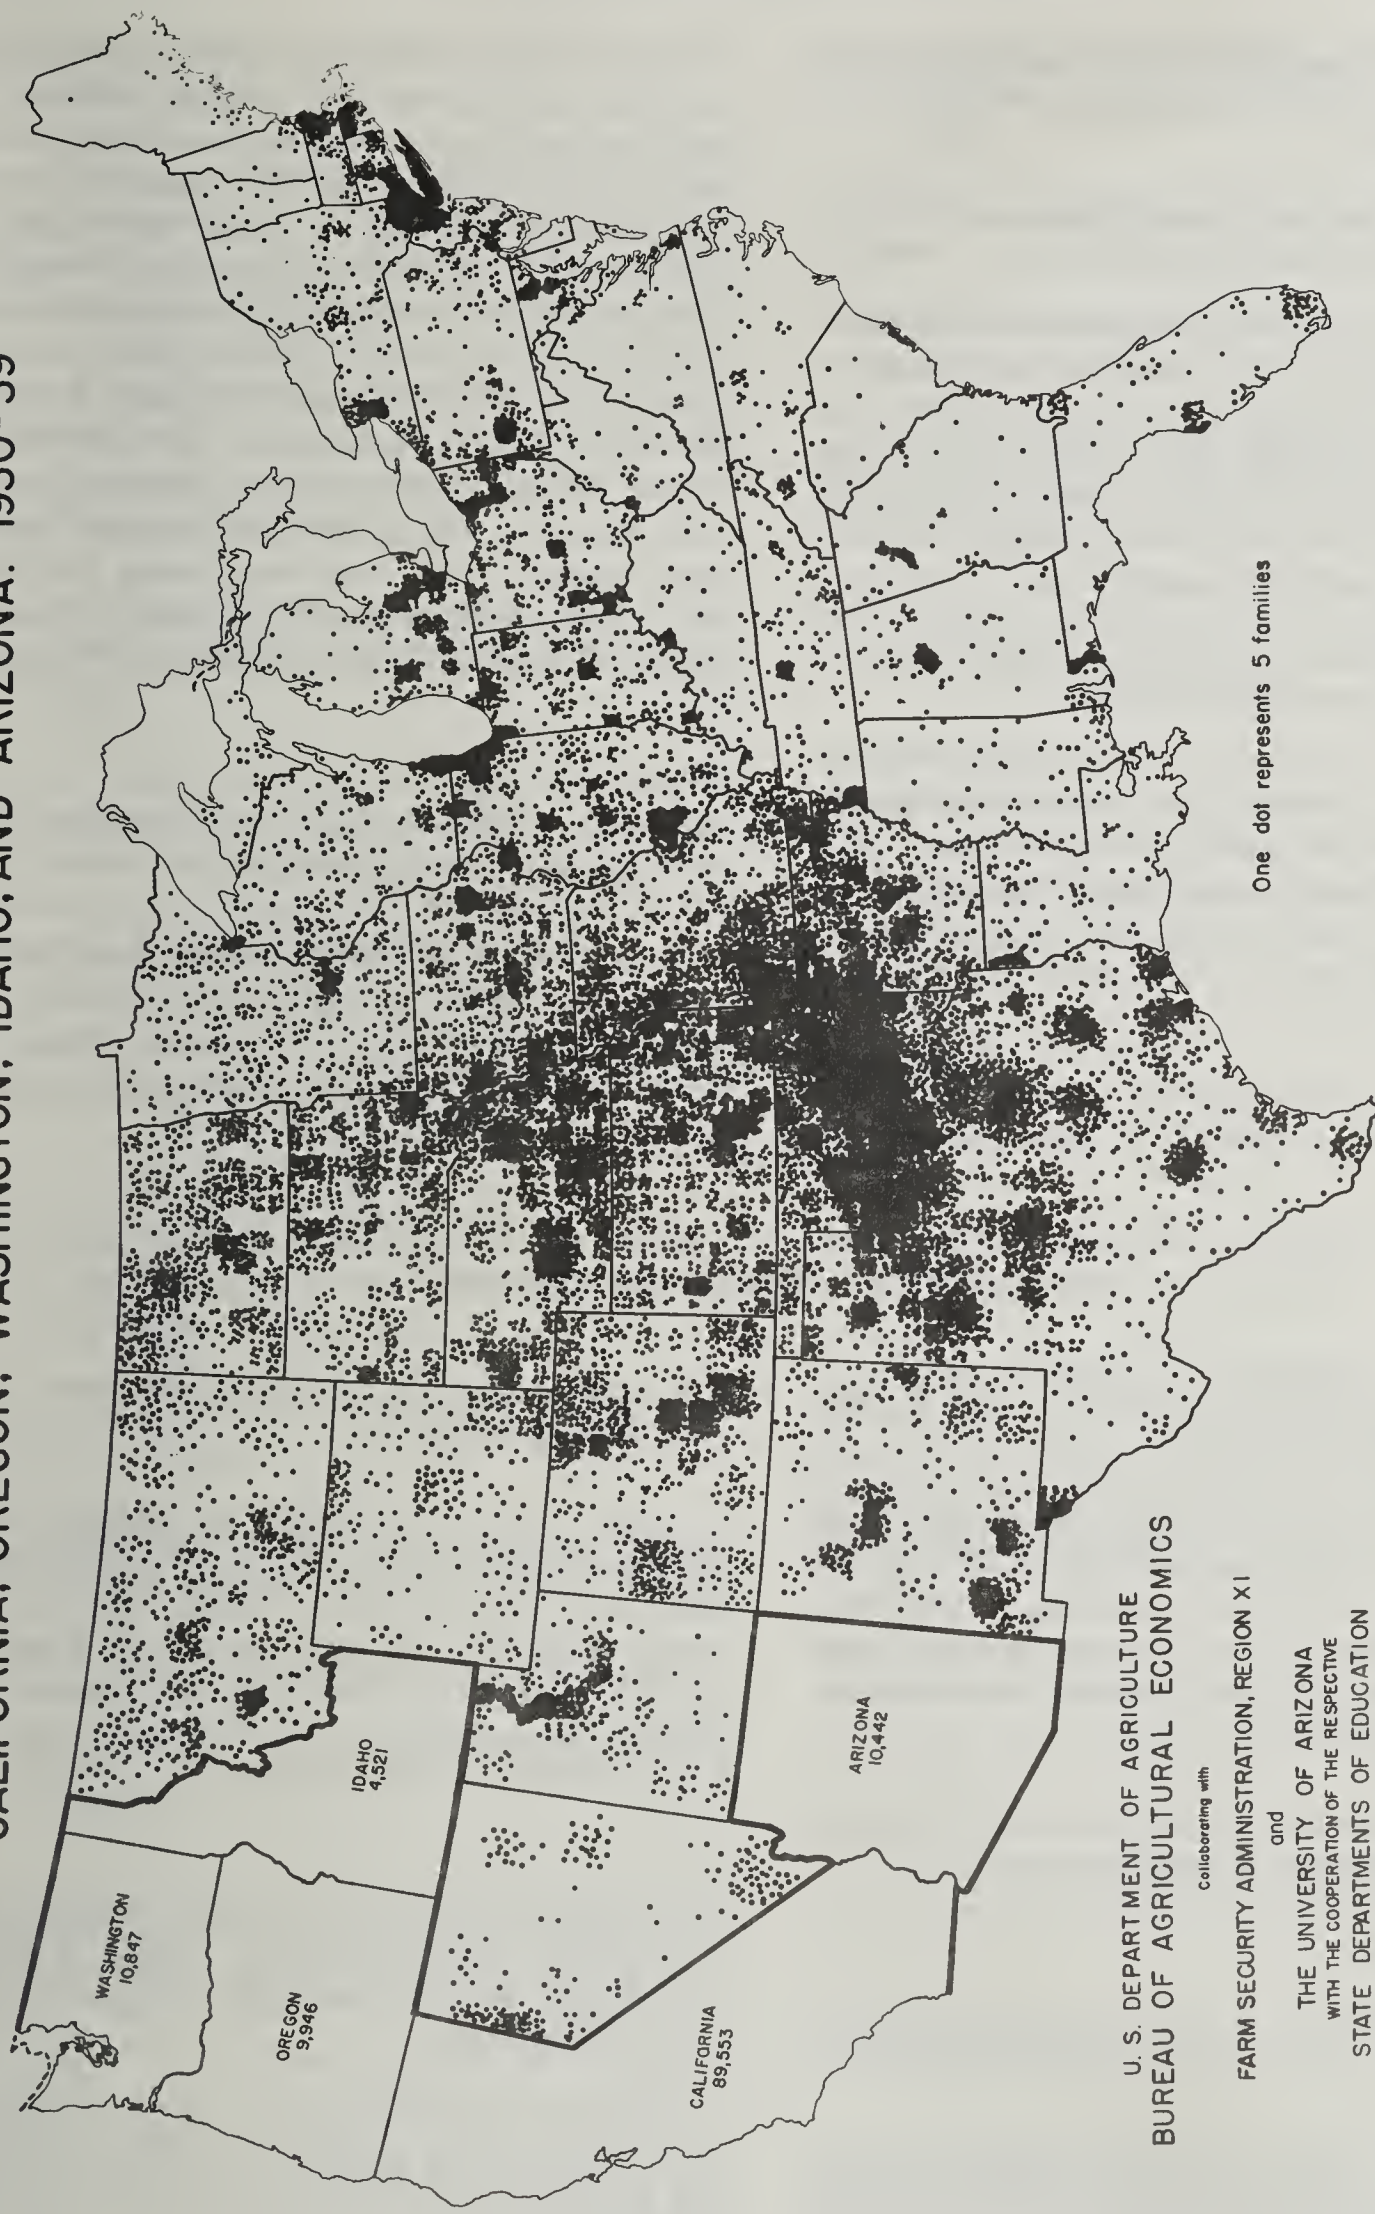 CALIFORNIA, OREGON, WASHINGTON, IDAHO, AND ARIZONA: 1930-39
WASHINGTON
10,847
OREGON
9,946
IDAHO
4,521
CALIFORNIA
89,553
ARIZONA
10,442
One dot represents 5 families
U. S. DEPARTMENT OF AGRICULTURE
BUREAU OF AGRICULTURAL ECONOMICS
Collaborating with
FARM SECURITY ADMINISTRATION, REGION XI
and
THE UNIVERSITY OF ARIZONA
WITH THE COOPERATION OF THE RESPECTIVE
STATE DEPARTMENTS OF EDUCATION